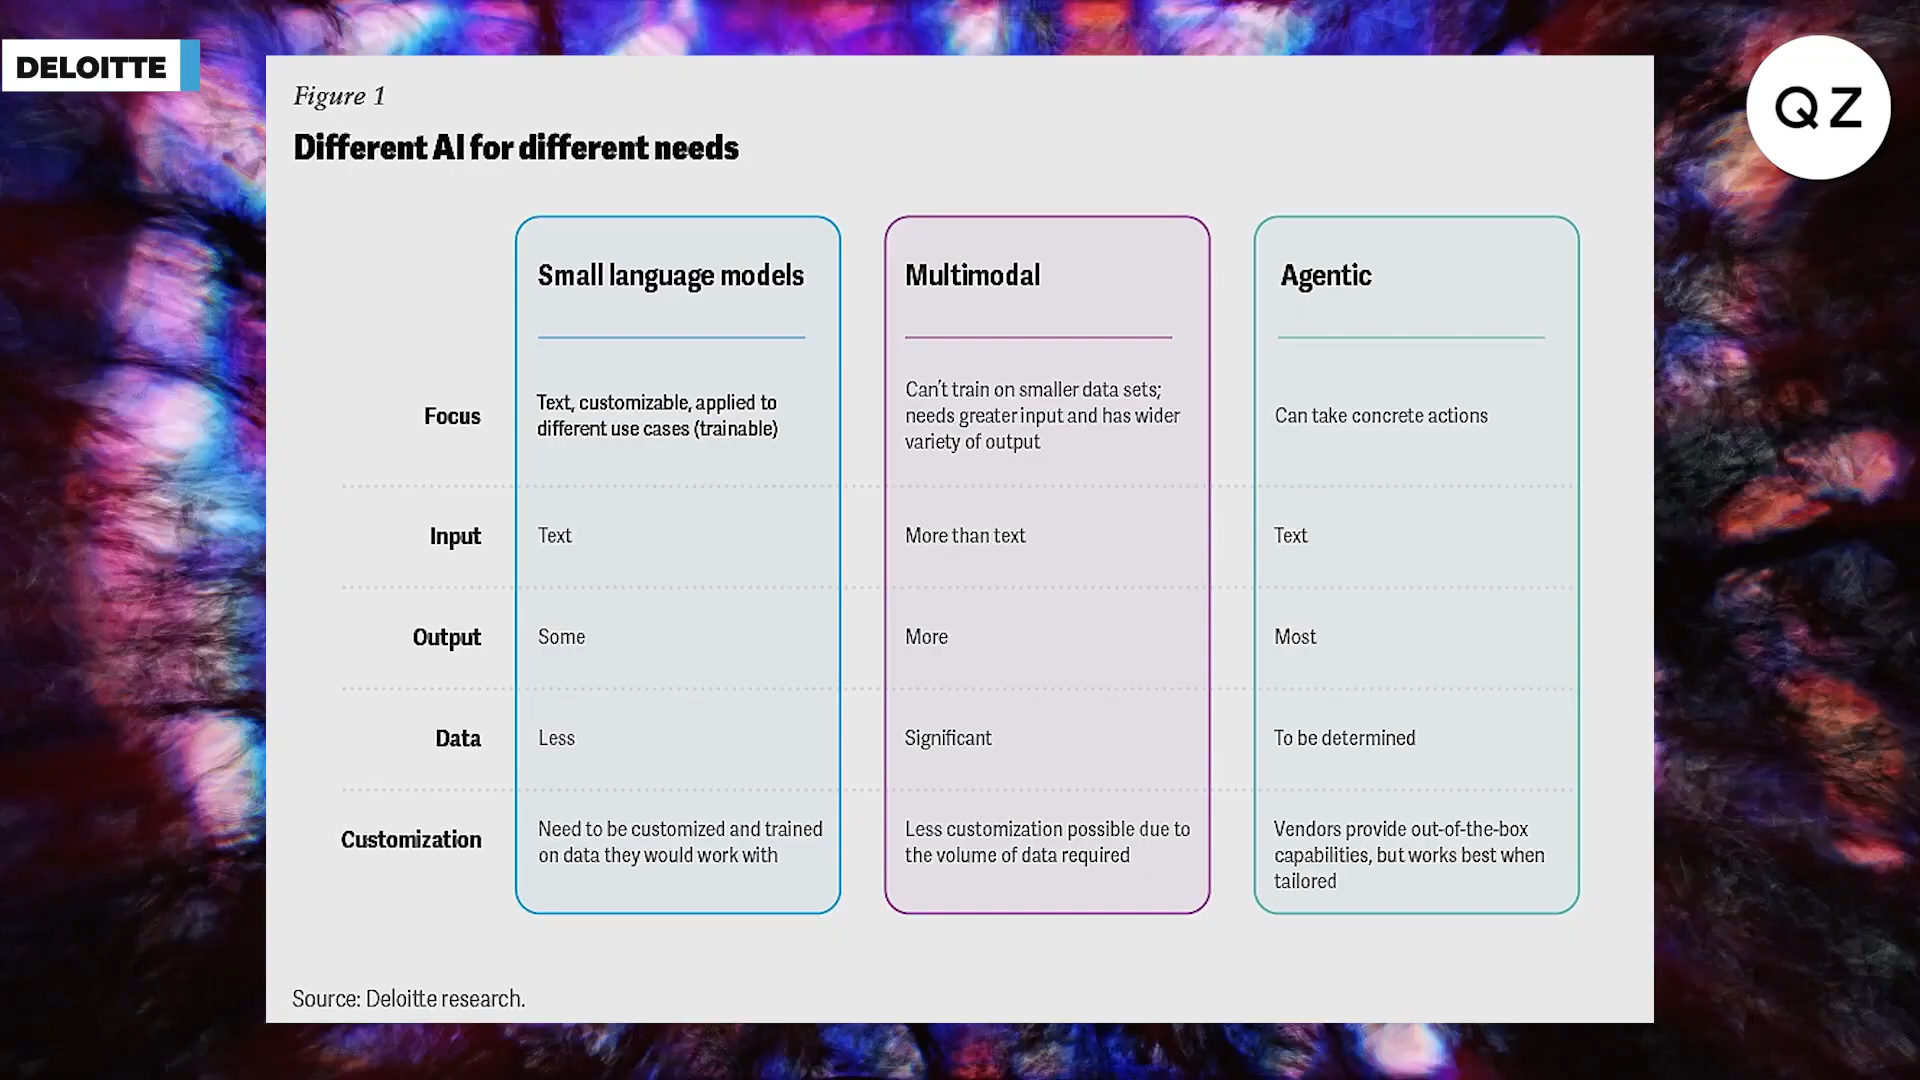 DELOITTE
QZ
Figure 1
Different AI for different needs
Small language models
Multimodal
Agentic
Focus
Text, customizable, applied to
different use cases (trainable)
Can't train on smaller data sets;
needs greater input and has wider
variety of output
Can take concrete actions
Input
Text
More than text
Text
Output
Some
More
Most
Data
Less
Significant
To be determined
Customization
Need to be customized and trained
on data they would work with
Less customization possible due to
the volume of data required
Vendors provide out-of-the-box
capabilities, but works best when
tailored
Source: Deloitte research.